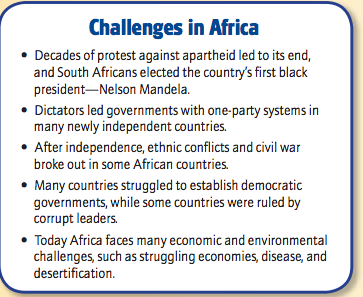 Challenges in Africa
• Decades of protest against apartheid led to its end,
and South Africans elected the country's first black
president—Nelson Mandela.
• Dictators led governments with one-party systems in
many newly independent countries.
• After independence, ethnic conflicts and civil war
broke out in some African countries.
• Many countries struggled to establish democratic
governments, while some countries were ruled by
corrupt leaders.
• Today Africa faces many economic and environmental
challenges, such as struggling economies, disease, and
desertification.